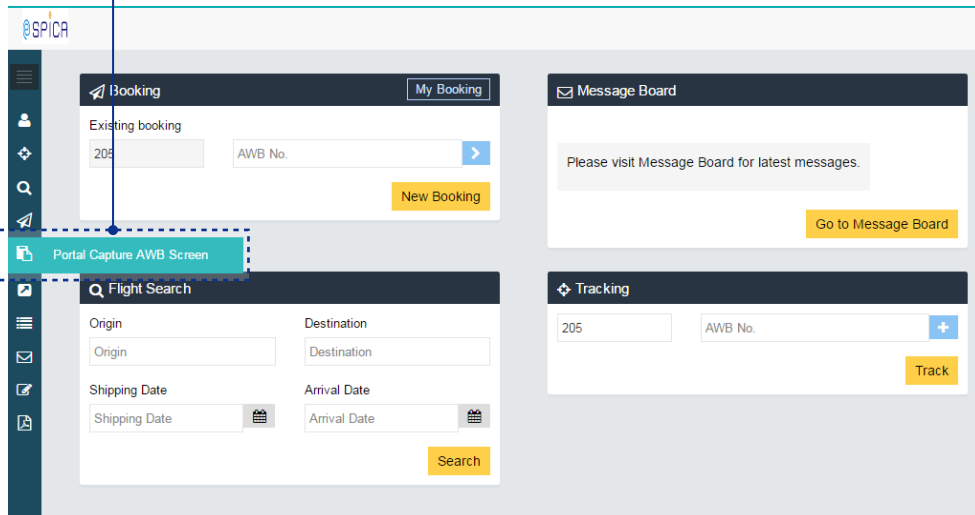 eSPICA
Booking
My Booking
Existing booking
205
AWB No.
New Booking
Message Board
Please visit Message Board for latest messages.
Go to Message Board
Portal Capture AWB Screen
Flight Search
Origin
Destination
Origin
Destination
Shipping Date
Arrival Date
Shipping Date
Arrival Date
Search
Tracking
205
AWB No.
Track